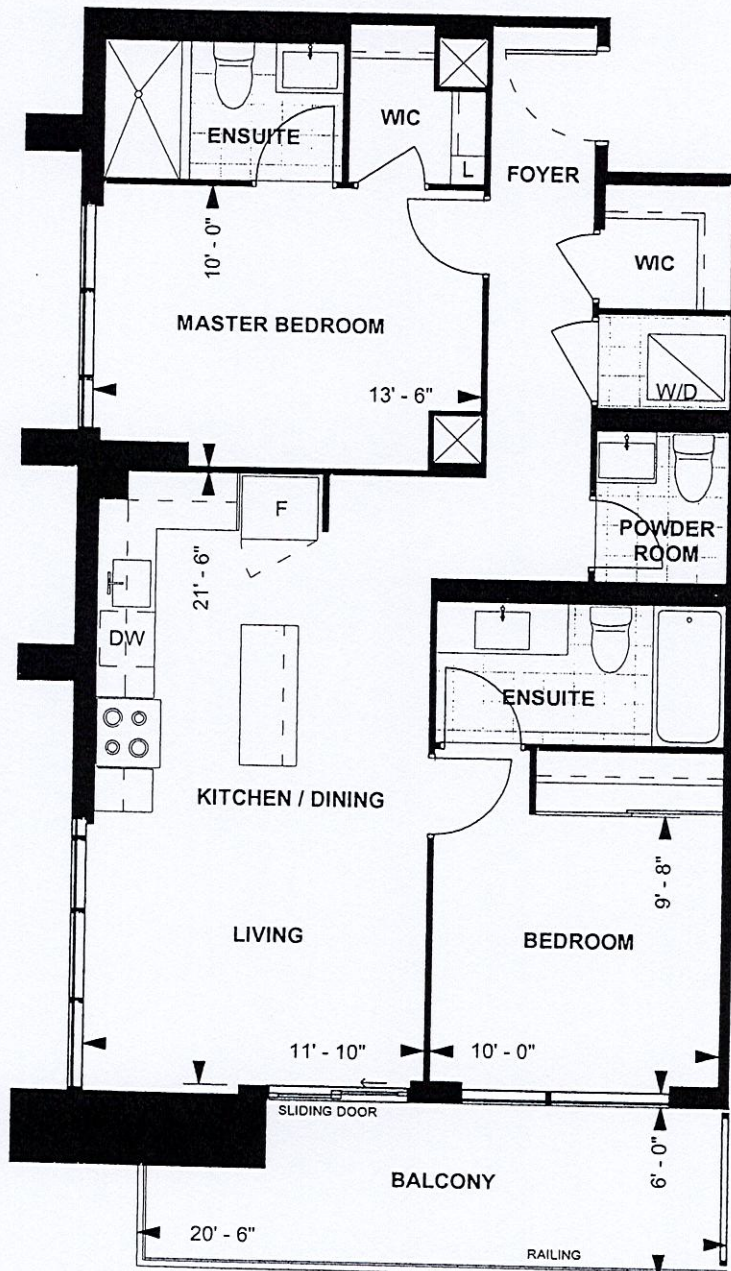 ENSUITE
WIC
L
FOYER
10' - 0"
WIC
MASTER BEDROOM
13' - 6"
W/D
F
POWDER
ROOM
21' - 6"
DW
ENSUITE
KITCHEN / DINING
9' - 8"
LIVING
BEDROOM
11' - 10"
10' - 0"
SLIDING DOOR
6' - 0"
BALCONY
20' - 6"
RAILING